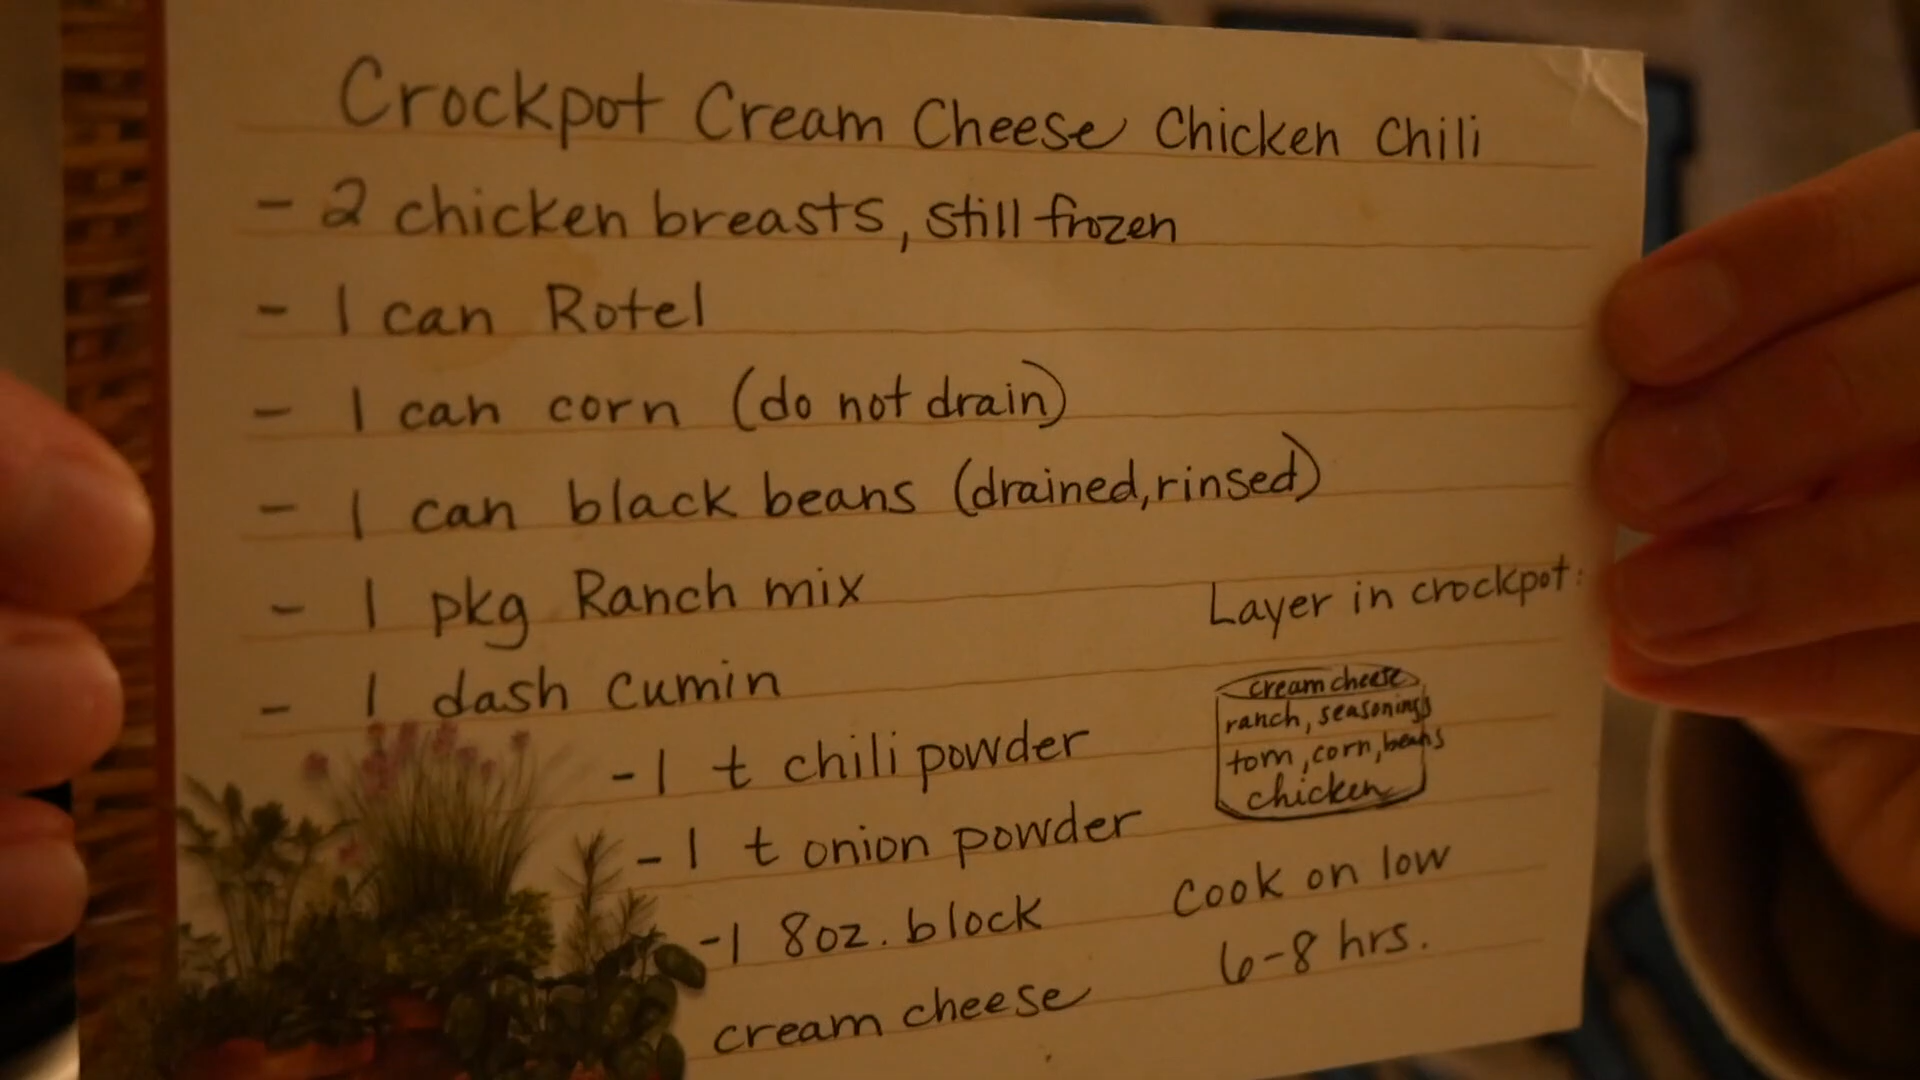 Crockpot Cream Cheese Chicken Chili
- 2 chicken breasts, still frozen
- 1 can Rotel
- 1 can corn (do not drain)
- 1 can black beans (drained, rinsed)
- 1 pkg Ranch mix
- 1 dash cumin
- 1 t chili powder
- 1 t onion powder
- 1 8oz. block
cream cheese
Layer in crockpot:
cream cheese
ranch, seasonings
tom, corn, beans
chicken
Cook on low
6-8 hrs.